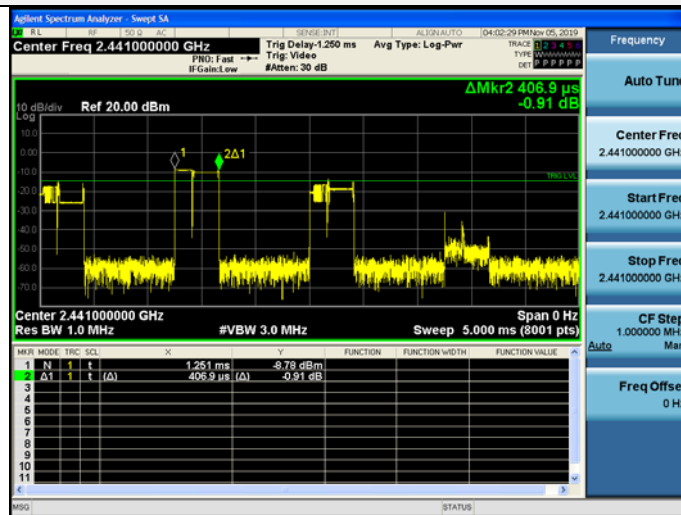 Agilent Spectrum Analyzer - Swept SA
RL RF 50 Ω AC SENSE:INT ALIGN AUTO 04:02:29 PM Nov 05, 2019
Center Freq 2.441000000 GHz
PNO: Fast
IFGain:Low
Trig Delay-1.250 ms
Trig: Video
#Atten: 30 dB
Avg Type: Log-Pwr
TRACE 1 2 3 4 5 6
TYPE WWWWWW
DET P P P P P P
ΔMkr2 406.9 µs
-0.91 dB
10 dB/div Ref 20.00 dBm
Log
10.0
0.00
-10.0
-20.0
-30.0
-40.0
-50.0
-60.0
-70.0
1
2Δ1
TRIG LVL
Center 2.441000000 GHz Span 0 Hz
Res BW 1.0 MHz #VBW 3.0 MHz Sweep 5.000 ms (8001 pts)
MKR MODE TRC SCL X Y FUNCTION FUNCTION WIDTH FUNCTION VALUE
1 N 1 t 1.251 ms -8.78 dBm
2 Δ1 1 t (Δ) 406.9 µs (Δ) -0.91 dB
3
4
5
6
7
8
9
10
11
MSG STATUS
Frequency
Auto Tune
Center Freq
2.441000000 GHz
Start Freq
2.441000000 GHz
Stop Freq
2.441000000 GHz
CF Step
1.000000 MHz
Auto Man
Freq Offset
0 Hz